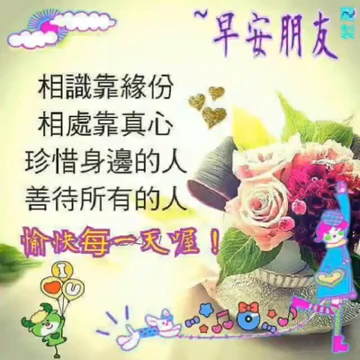 ~早安朋友
相識靠緣份
相處靠真心
珍惜身邊的人
善待所有的人
愉快每一天喔！
I U